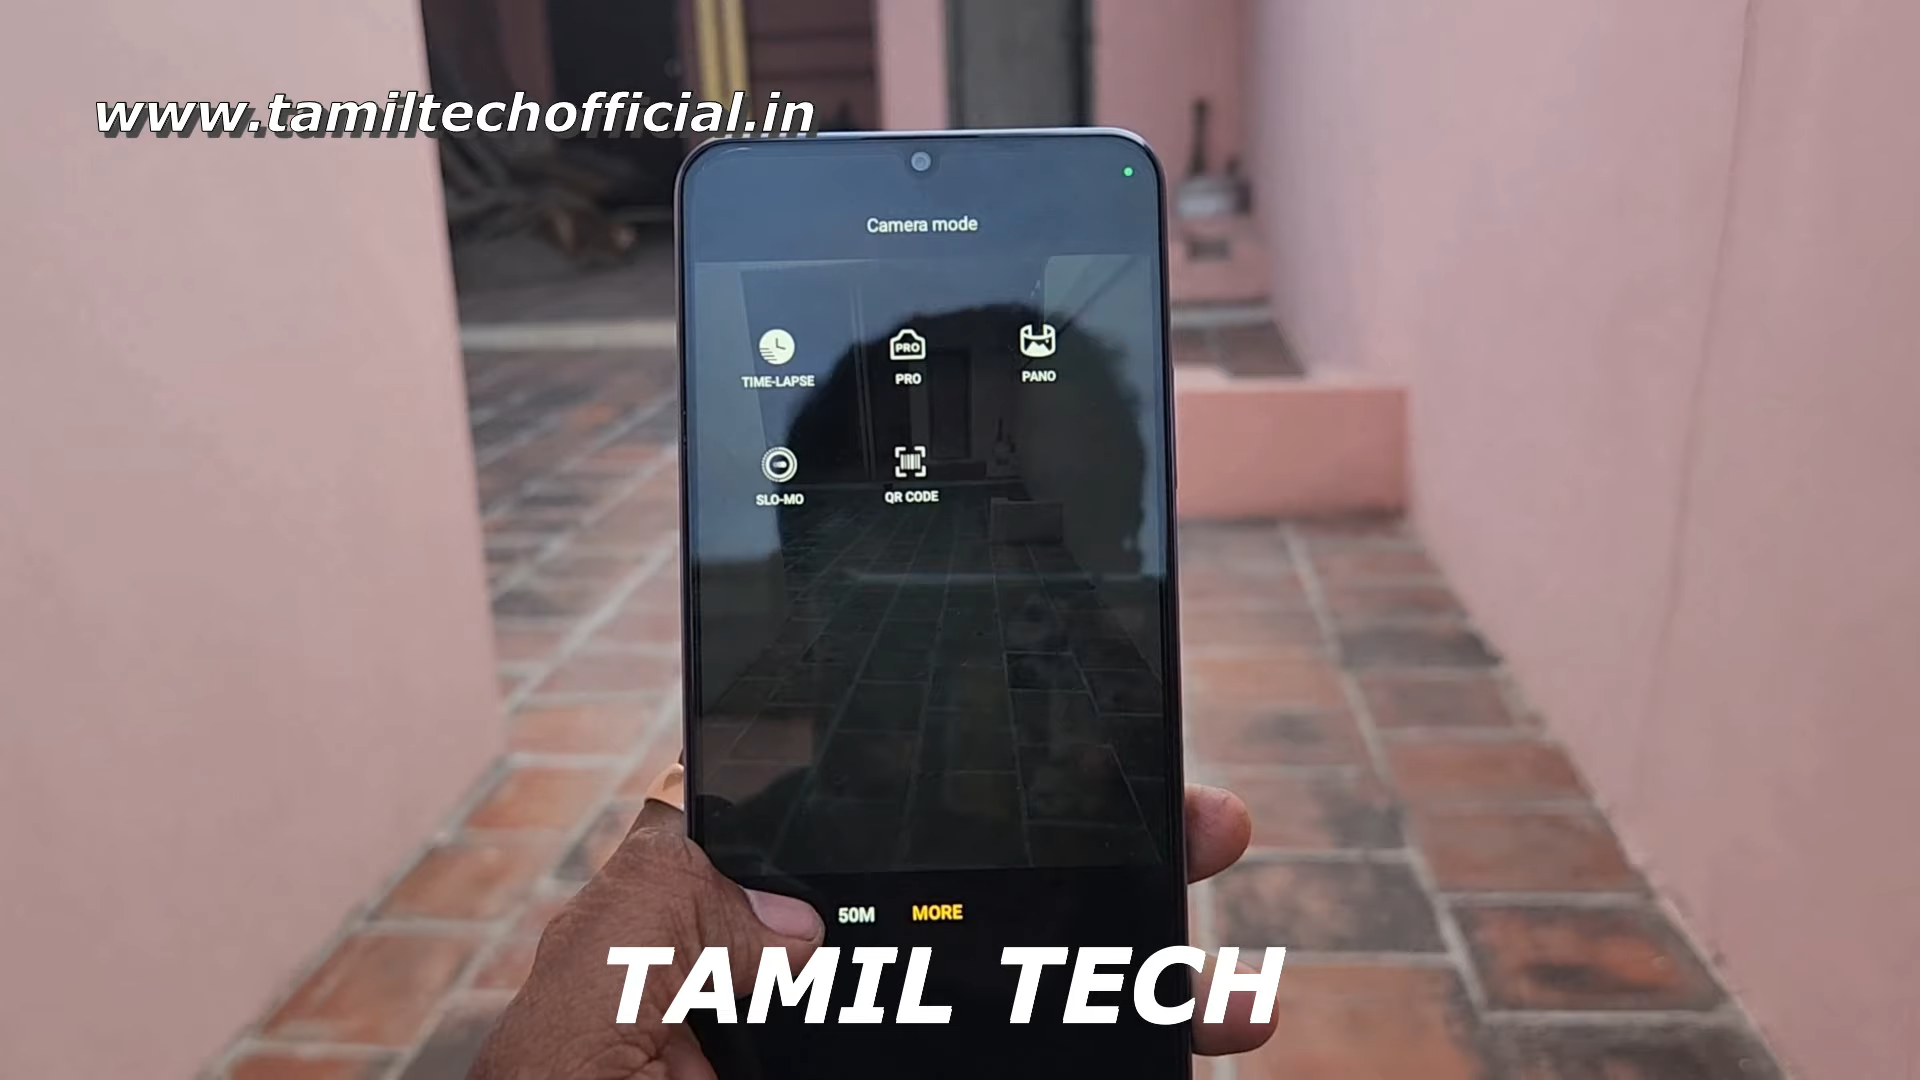 www.tamiltechofficial.in
Camera mode
TIME-LAPSE PRO PANO
PRO
SLO-MO QR CODE
50M MORE
TAMIL TECH